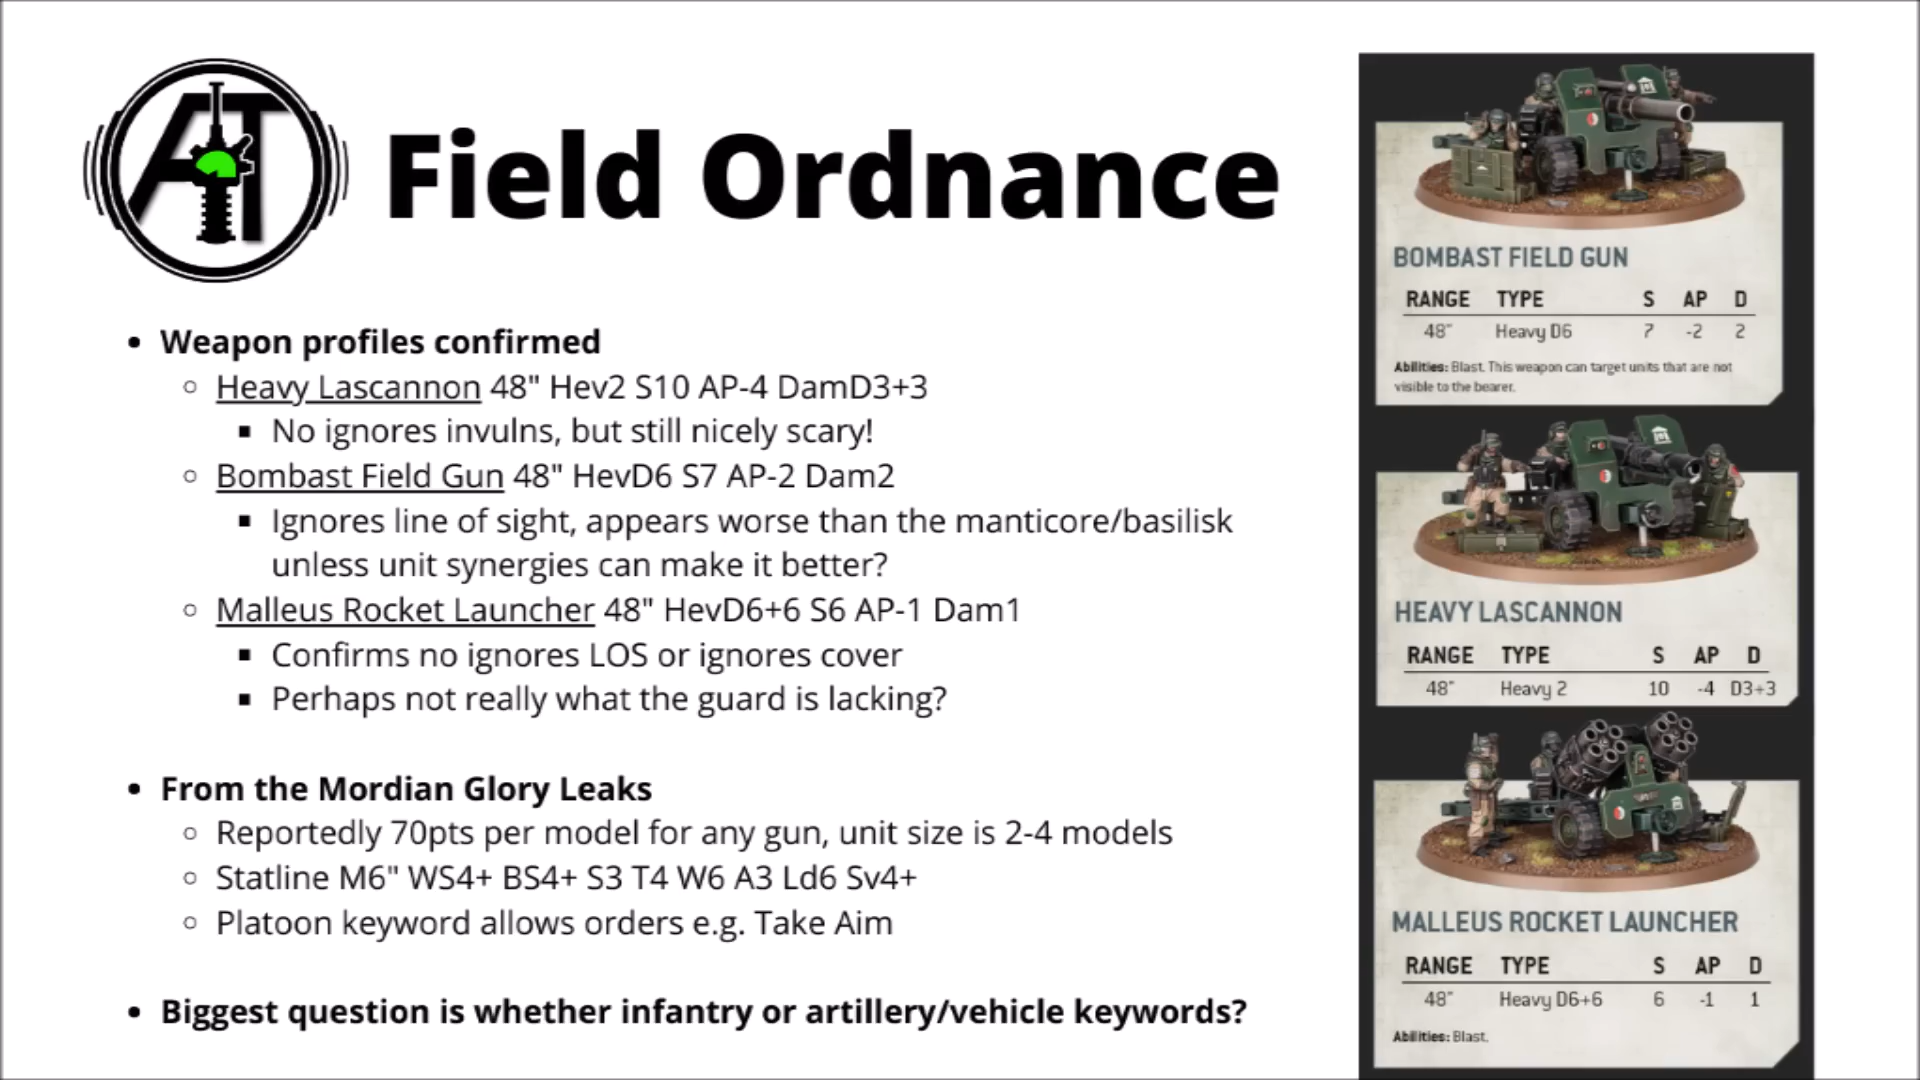 AT
Field Ordnance
• Weapon profiles confirmed
○ Heavy Lascannon 48" Hev2 S10 AP-4 DamD3+3
▪ No ignores invulns, but still nicely scary!
○ Bombast Field Gun 48" HevD6 S7 AP-2 Dam2
▪ Ignores line of sight, appears worse than the manticore/basilisk
unless unit synergies can make it better?
○ Malleus Rocket Launcher 48" HevD6+6 S6 AP-1 Dam1
▪ Confirms no ignores LOS or ignores cover
▪ Perhaps not really what the guard is lacking?
• From the Mordian Glory Leaks
○ Reportedly 70pts per model for any gun, unit size is 2-4 models
○ Statline M6" WS4+ BS4+ S3 T4 W6 A3 Ld6 Sv4+
○ Platoon keyword allows orders e.g. Take Aim
• Biggest question is whether infantry or artillery/vehicle keywords?
BOMBAST FIELD GUN
RANGE TYPE S AP D
48" Heavy D6 7 -2 2
Abilities: Blast. This weapon can target units that are not
visible to the bearer.
HEAVY LASCANNON
RANGE TYPE S AP D
48" Heavy 2 10 -4 D3+3
MALLEUS ROCKET LAUNCHER
RANGE TYPE S AP D
48" Heavy D6+6 6 -1 1
Abilities: Blast.